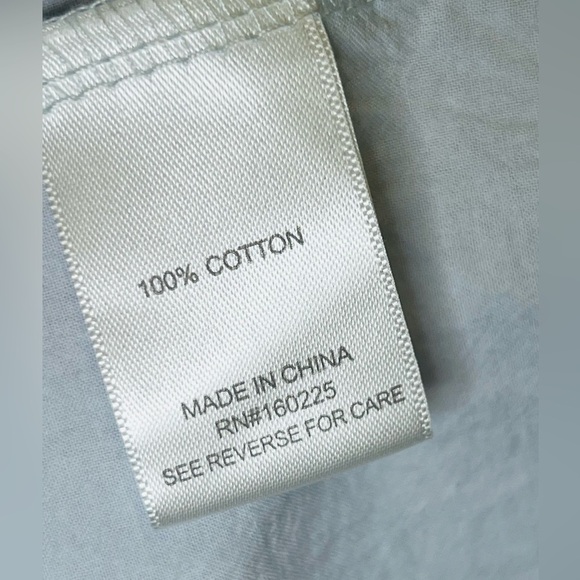 100% COTTON
MADE IN CHINA
RN#160225
SEE REVERSE FOR CARE